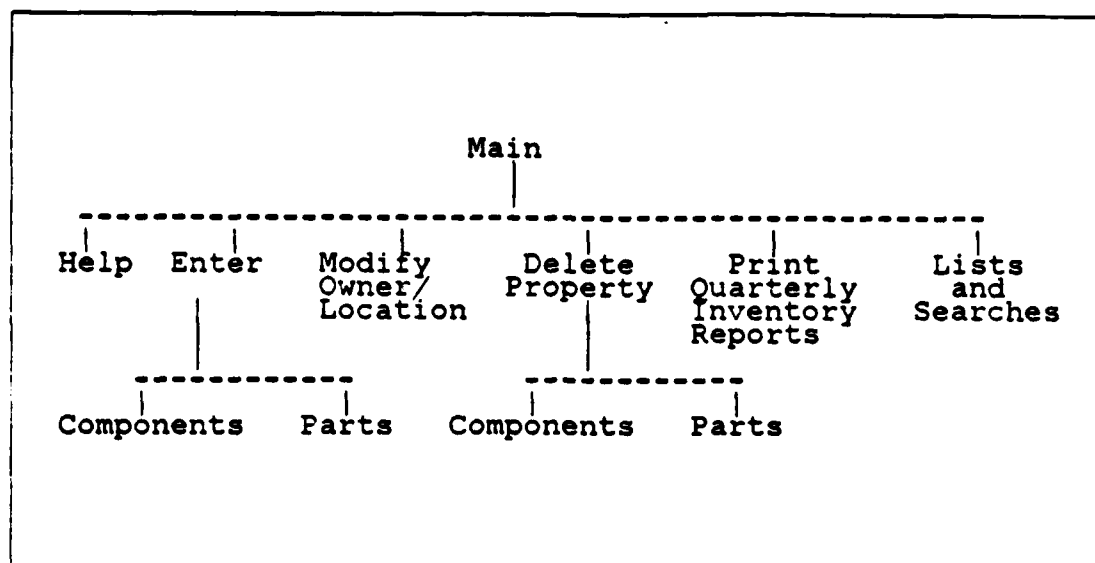 Main
Help Enter Modify Delete Print Lists
Owner/ Property Quarterly and
Location Inventory Searches
Reports
Components Parts Components Parts